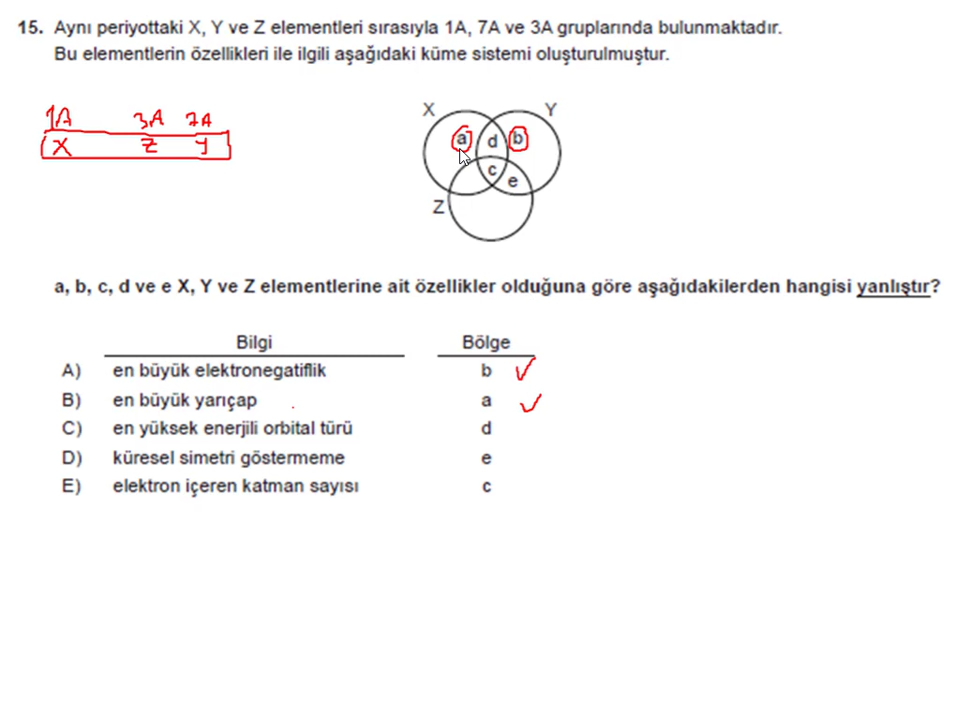 15. Aynı periyottaki X, Y ve Z elementleri sırasıyla 1A, 7A ve 3A gruplarında bulunmaktadır.
Bu elementlerin özellikleri ile ilgili aşağıdaki küme sistemi oluşturulmuştur.
1A 3A 7A
X Z Y
X Y
a d b
c e
Z
a, b, c, d ve e X, Y ve Z elementlerine ait özellikler olduğuna göre aşağıdakilerden hangisi yanlıştır?
Bilgi Bölge
A) en büyük elektronegatiflik b
B) en büyük yarıçap a
C) en yüksek enerjili orbital türü d
D) küresel simetri göstermeme e
E) elektron içeren katman sayısı c